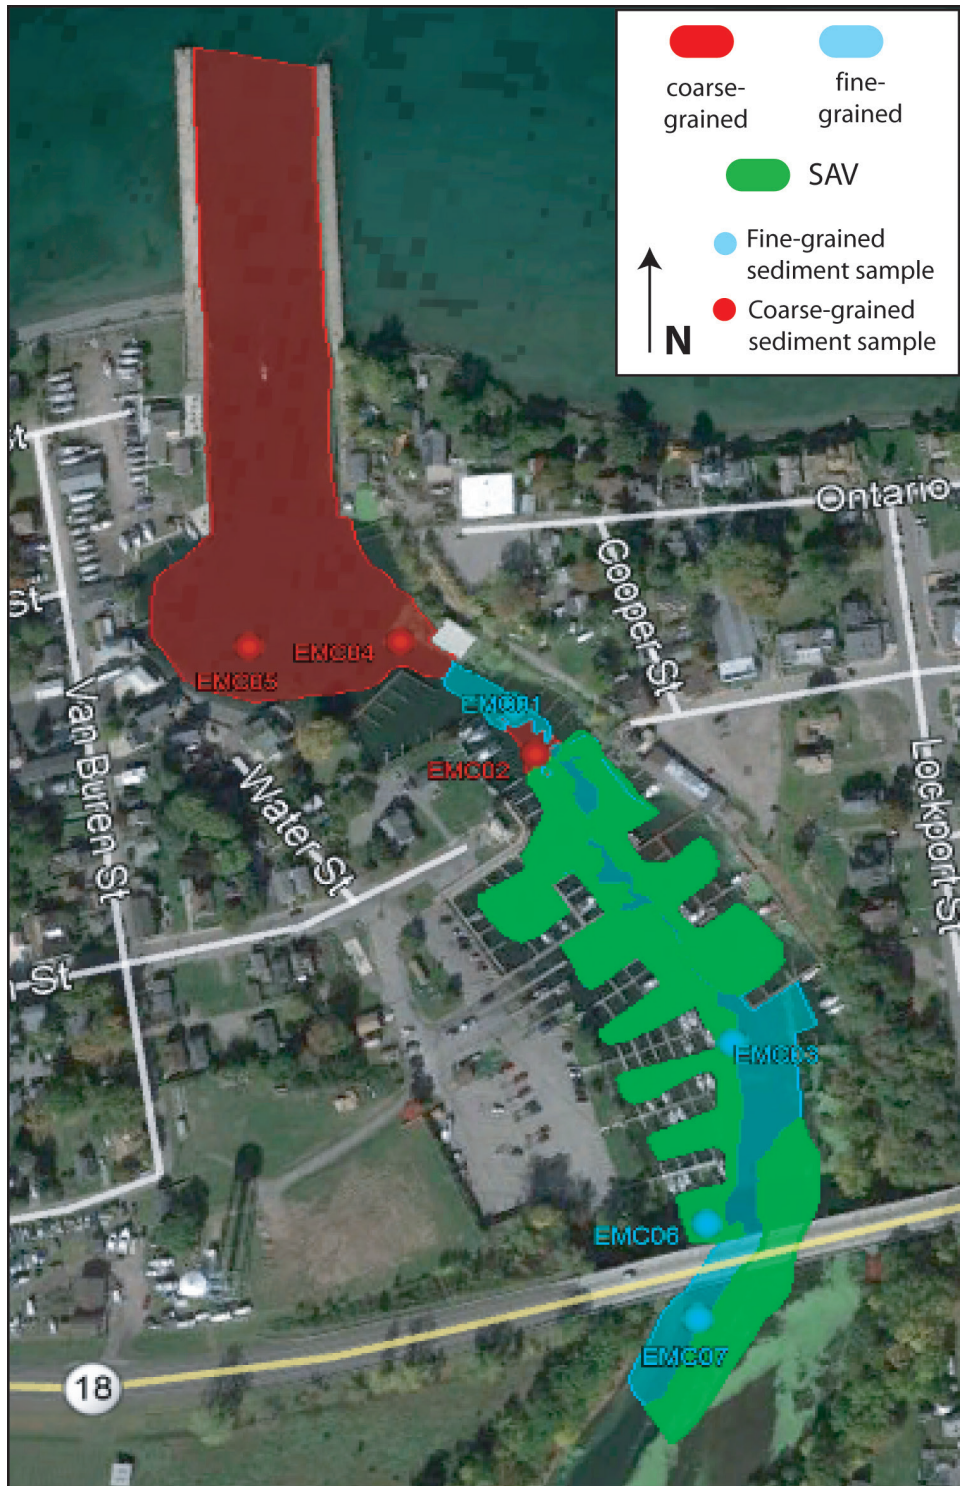 coarse-
grained
fine-
grained
SAV
Fine-grained
sediment sample
Coarse-grained
sediment sample
N
St
Ontario
Cooper St
St
EMC04
EMC05
EMC01
EMC02
Van Buren St
Water St
Lockport St
St
EMC03
EMC06
EMC07
18